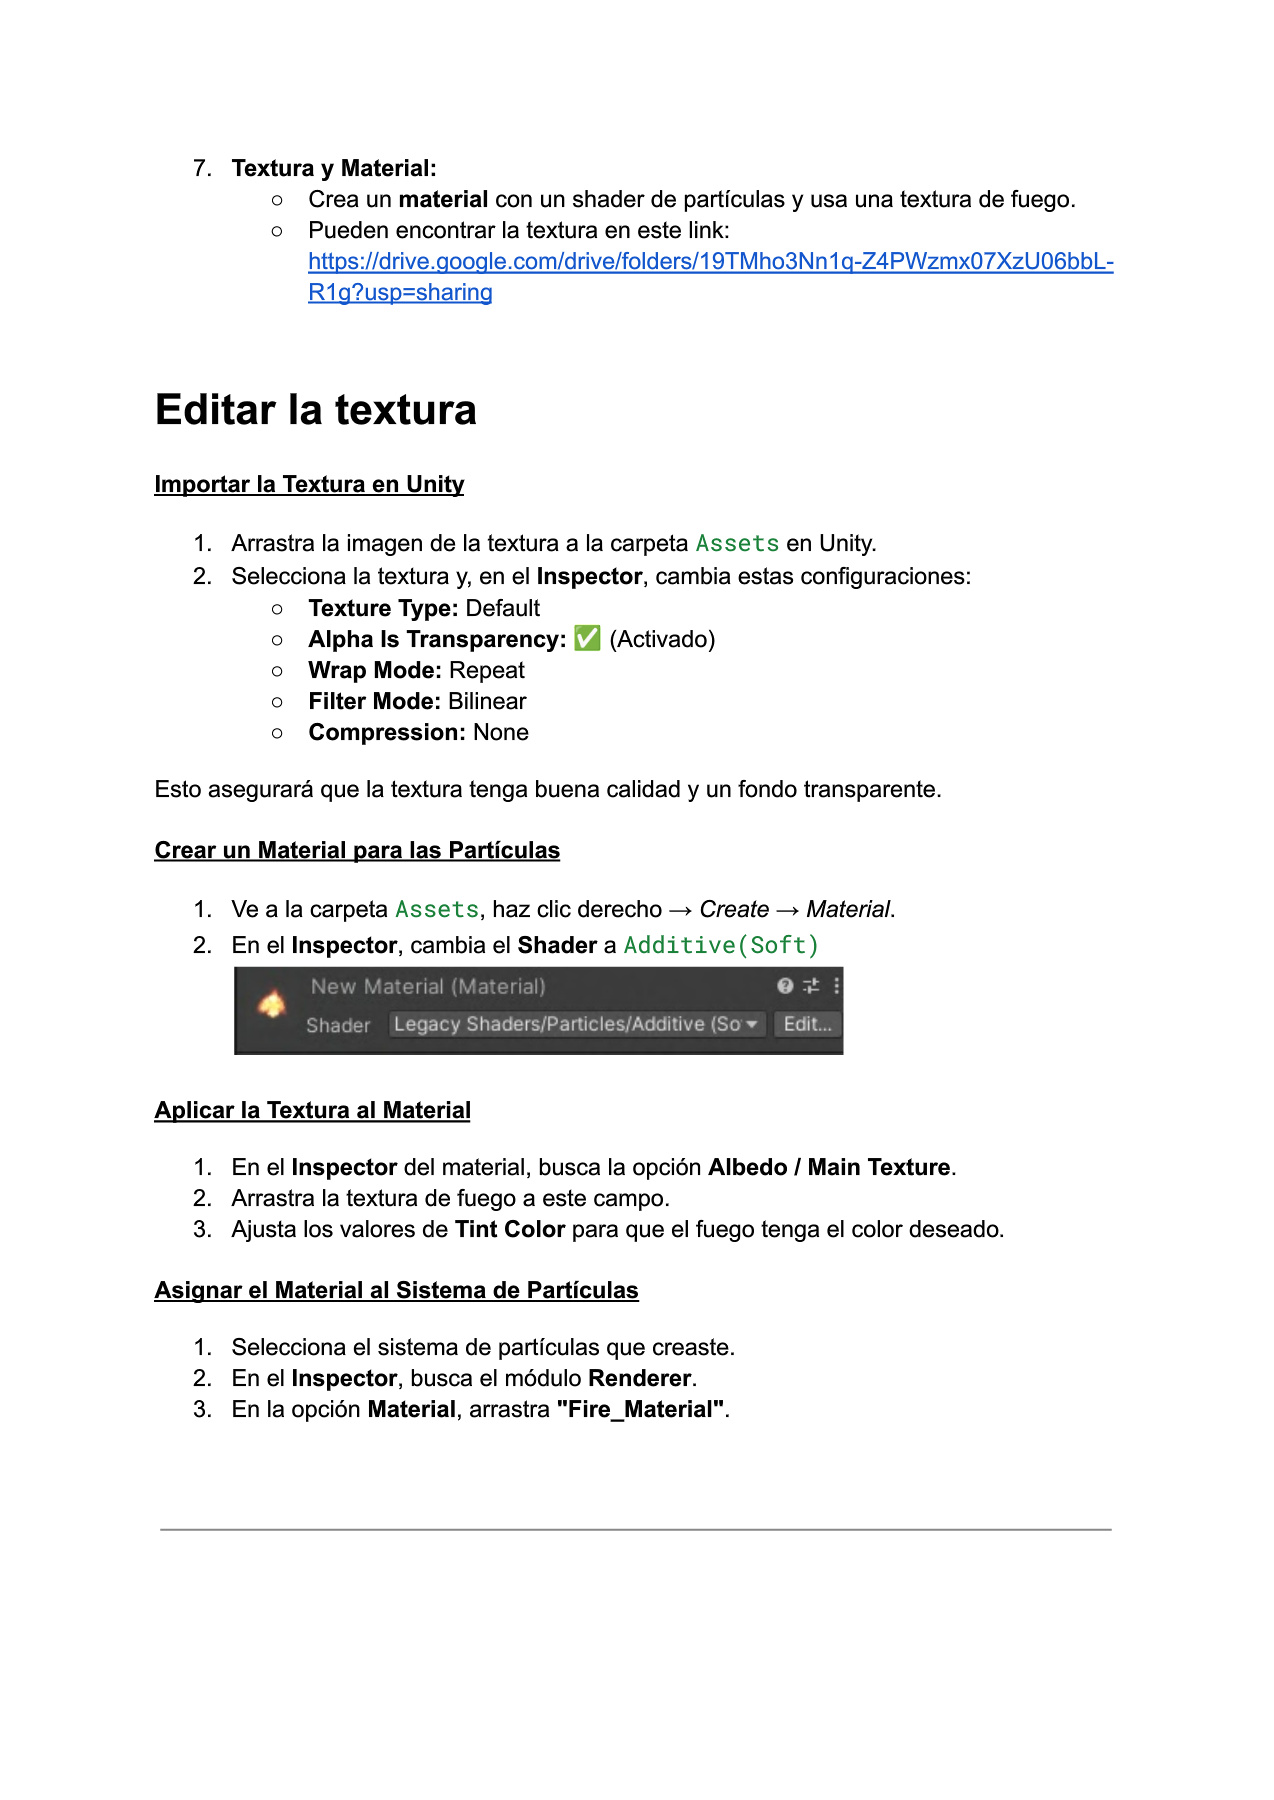 7. Textura y Material:
○ Crea un material con un shader de partículas y usa una textura de fuego.
○ Pueden encontrar la textura en este link:
https://drive.google.com/drive/folders/19TMho3Nn1q-Z4PWzmx07XzU06bbL-
R1g?usp=sharing
Editar la textura
Importar la Textura en Unity
1. Arrastra la imagen de la textura a la carpeta Assets en Unity.
2. Selecciona la textura y, en el Inspector, cambia estas configuraciones:
○ Texture Type: Default
○ Alpha Is Transparency: ✅ (Activado)
○ Wrap Mode: Repeat
○ Filter Mode: Bilinear
○ Compression: None
Esto asegurará que la textura tenga buena calidad y un fondo transparente.
Crear un Material para las Partículas
1. Ve a la carpeta Assets, haz clic derecho → Create → Material.
2. En el Inspector, cambia el Shader a Additive(Soft)
New Material (Material)
Shader Legacy Shaders/Particles/Additive (So Edit...
Aplicar la Textura al Material
1. En el Inspector del material, busca la opción Albedo / Main Texture.
2. Arrastra la textura de fuego a este campo.
3. Ajusta los valores de Tint Color para que el fuego tenga el color deseado.
Asignar el Material al Sistema de Partículas
1. Selecciona el sistema de partículas que creaste.
2. En el Inspector, busca el módulo Renderer.
3. En la opción Material, arrastra "Fire_Material".